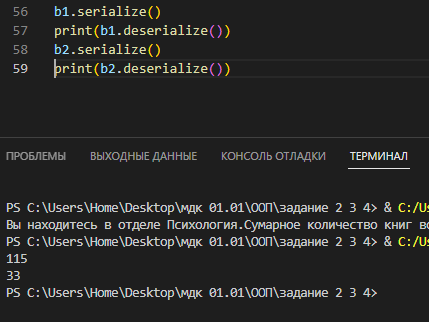 56 b1.serialize()
57 print(b1.deserialize())
58 b2.serialize()
59 print(b2.deserialize())
ПРОБЛЕМЫ ВЫХОДНЫЕ ДАННЫЕ КОНСОЛЬ ОТЛАДКИ ТЕРМИНАЛ
PS C:\Users\Home\Desktop\мдк 01.01\ООП\задание 2 3 4> & C:/Us
Вы находитесь в отделе Психология.Сумарное количество книг во
PS C:\Users\Home\Desktop\мдк 01.01\ООП\задание 2 3 4> & C:/Us
115
33
PS C:\Users\Home\Desktop\мдк 01.01\ООП\задание 2 3 4>